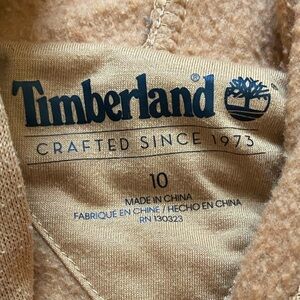 Timberland®
CRAFTED SINCE 1973
10
MADE IN CHINA
FABRIQUE EN CHINE / HECHO EN CHINA
RN 130323